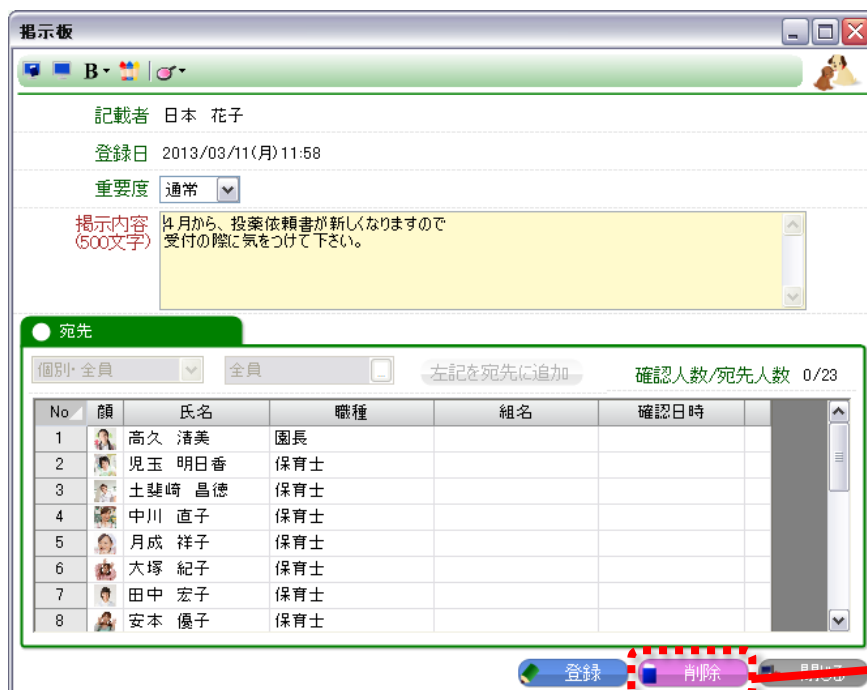 掲示板
B
記載者 日本 花子
登録日 2013/03/11(月)11:58
重要度 通常
掲示内容
(500文字)
4月から、投薬依頼書が新しくなりますので
受付の際に気をつけて下さい。
宛先
個別・全員 全員 ... 左記を宛先に追加 確認人数/宛先人数 0/23
No 顔 氏名 職種 組名 確認日時
1 高久 清美 園長
2 児玉 明日香 保育士
3 土斐崎 昌徳 保育士
4 中川 直子 保育士
5 月成 祥子 保育士
6 大塚 紀子 保育士
7 田中 宏子 保育士
8 安本 優子 保育士
登録 削除 閉じる